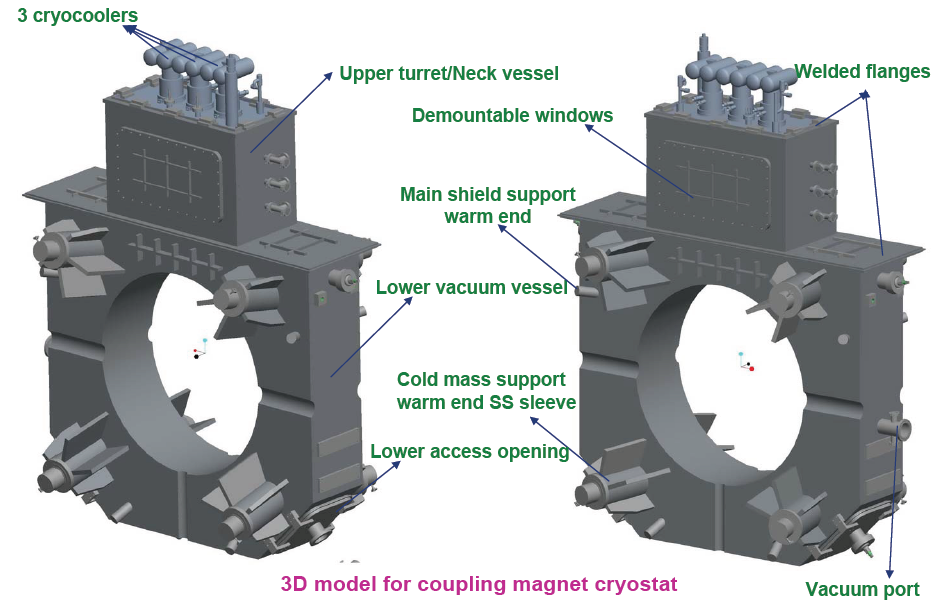 3 cryocoolers
Upper turret/Neck vessel
Welded flanges
Demountable windows
Main shield support
warm end
Lower vacuum vessel
Cold mass support
warm end SS sleeve
Lower access opening
3D model for coupling magnet cryostat
Vacuum port